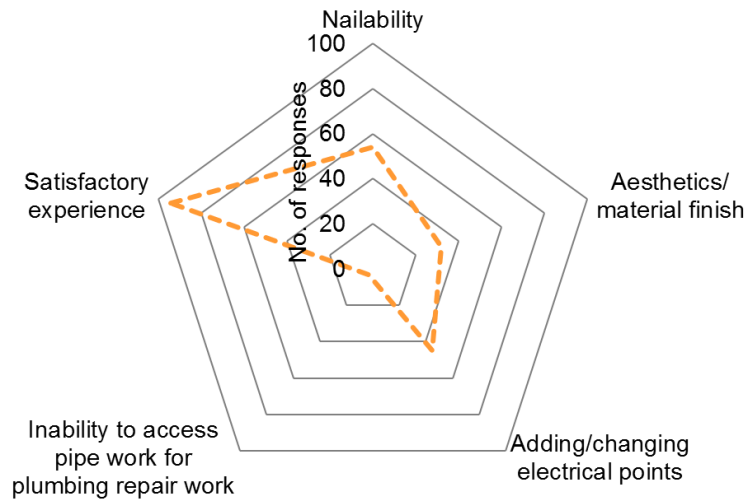 Nailability
100
80
60
40
20
0
No. of responses
Satisfactory
experience
Aesthetics/
material finish
Inability to access
pipe work for
plumbing repair work
Adding/changing
electrical points